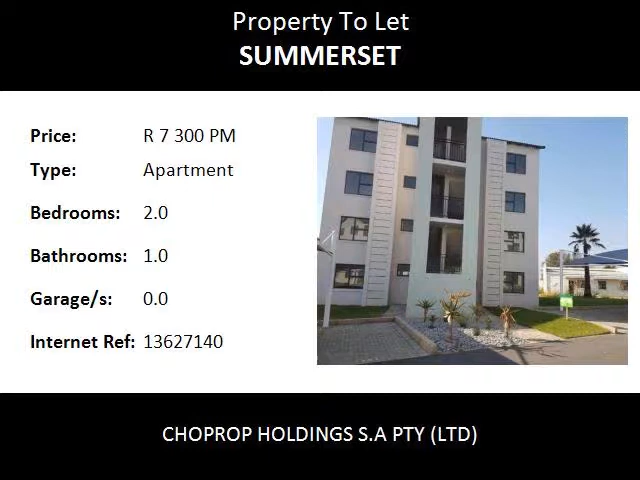 Property To Let
SUMMERSET
Price: R 7 300 PM
Type: Apartment
Bedrooms: 2.0
Bathrooms: 1.0
Garage/s: 0.0
Internet Ref: 13627140
CHOPROP HOLDINGS S.A PTY (LTD)